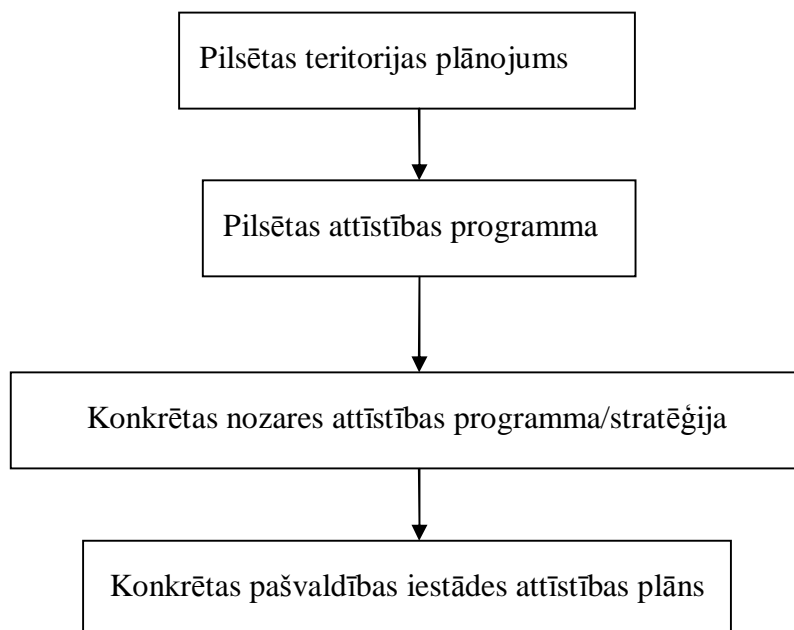 Pilsētas teritorijas plānojums
Pilsētas attīstības programma
Konkrētas nozares attīstības programma/stratēģija
Konkrētas pašvaldības iestādes attīstības plāns